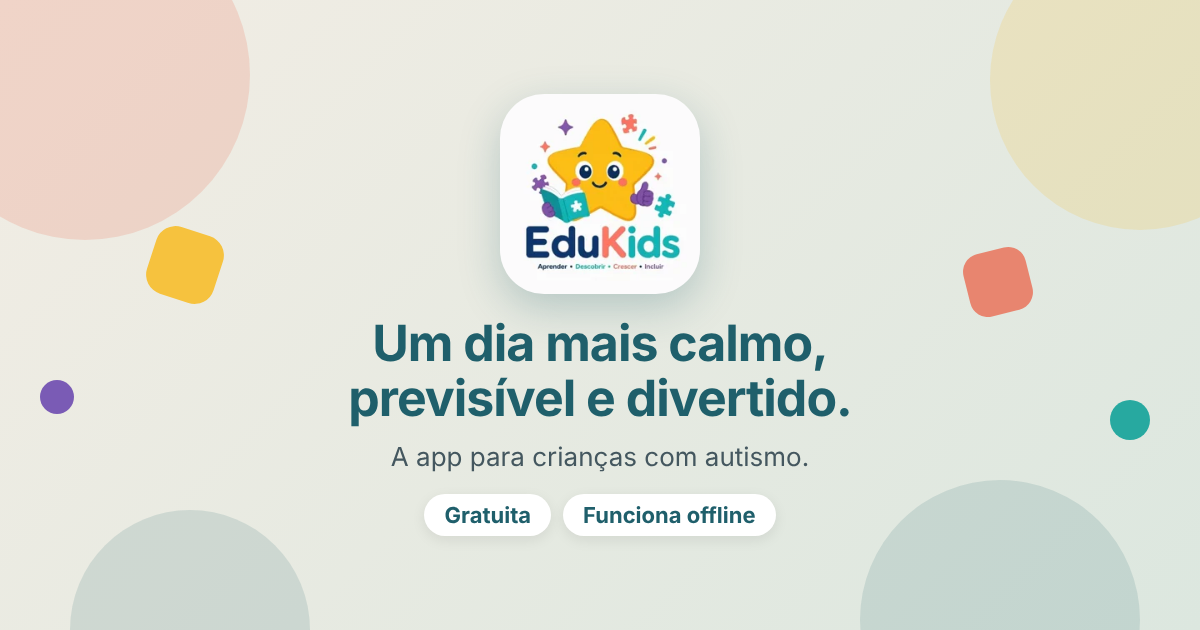 EduKids
Aprender • Descobrir • Crescer • Incluir
Um dia mais calmo,
previsível e divertido.
A app para crianças com autismo.
Gratuita
Funciona offline